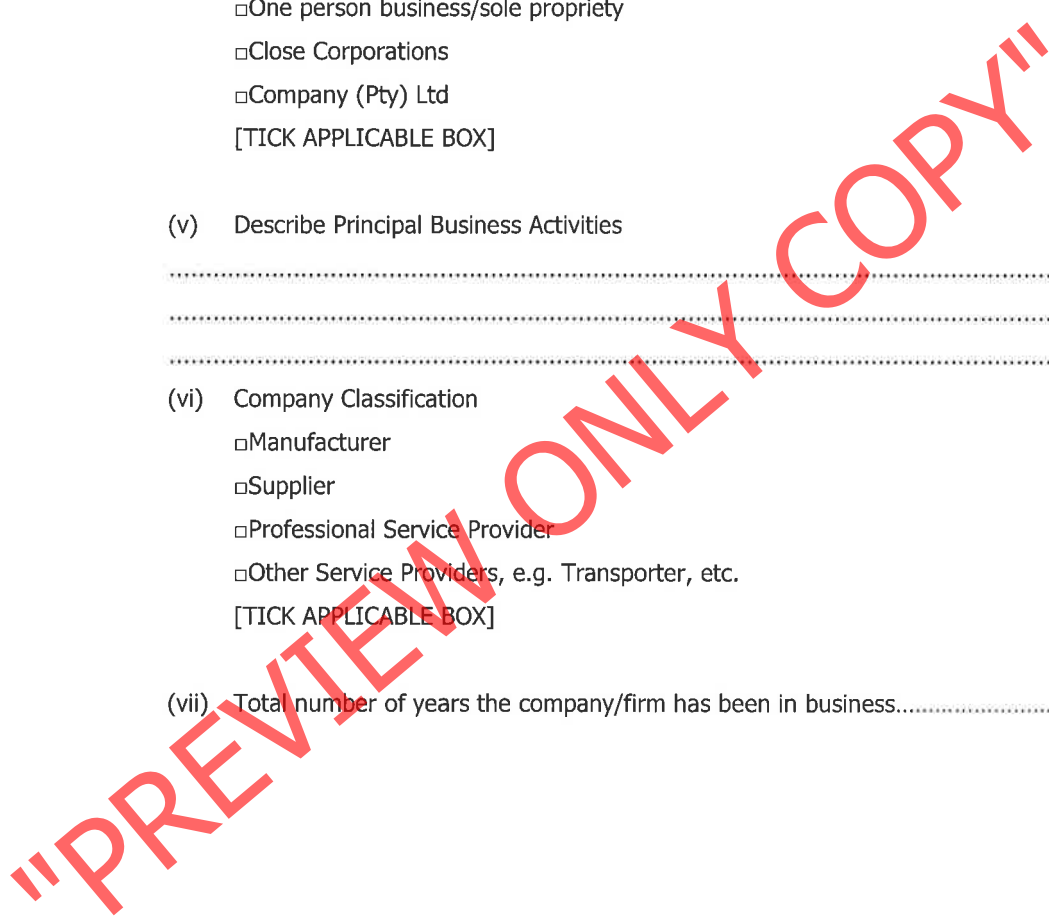 □One person business/sole propriety
□Close Corporations
□Company (Pty) Ltd
[TICK APPLICABLE BOX]
(v) Describe Principal Business Activities
................................................................................
................................................................................
................................................................................
(vi) Company Classification
□Manufacturer
□Supplier
□Professional Service Provider
□Other Service Providers, e.g. Transporter, etc.
[TICK APPLICABLE BOX]
(vii) Total number of years the company/firm has been in business.....................
"PREVIEW ONLY COPY"